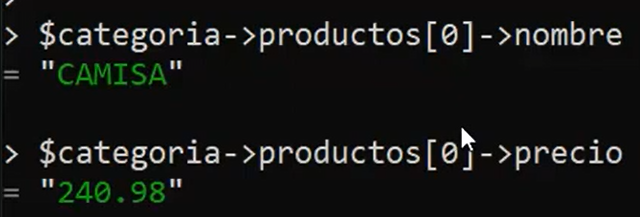 > $categoria->productos[0]->nombre
= "CAMISA"
> $categoria->productos[0]->precio
= "240.98"